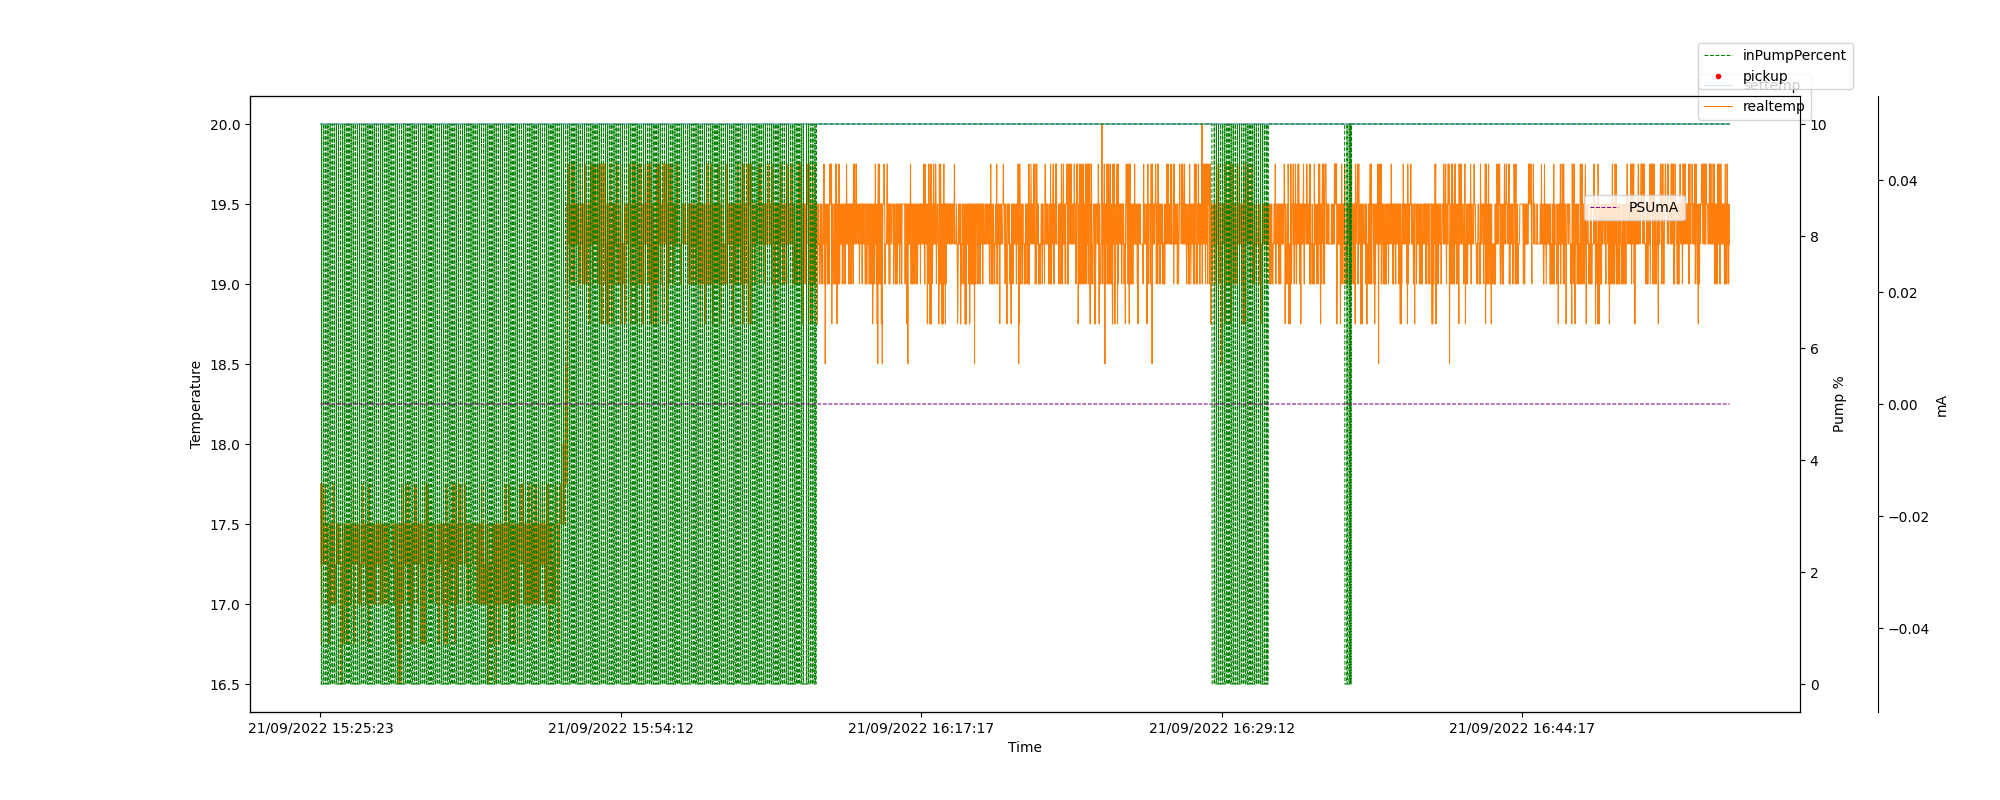 inPumpPercent
pickup
settemp
realtemp
PSUmA
20.0
19.5
19.0
18.5
18.0
17.5
17.0
16.5
Temperature
10
8
6
4
2
0
Pump %
0.04
0.02
0.00
−0.02
−0.04
mA
21/09/2022 15:25:23
21/09/2022 15:54:12
21/09/2022 16:17:17
21/09/2022 16:29:12
21/09/2022 16:44:17
Time